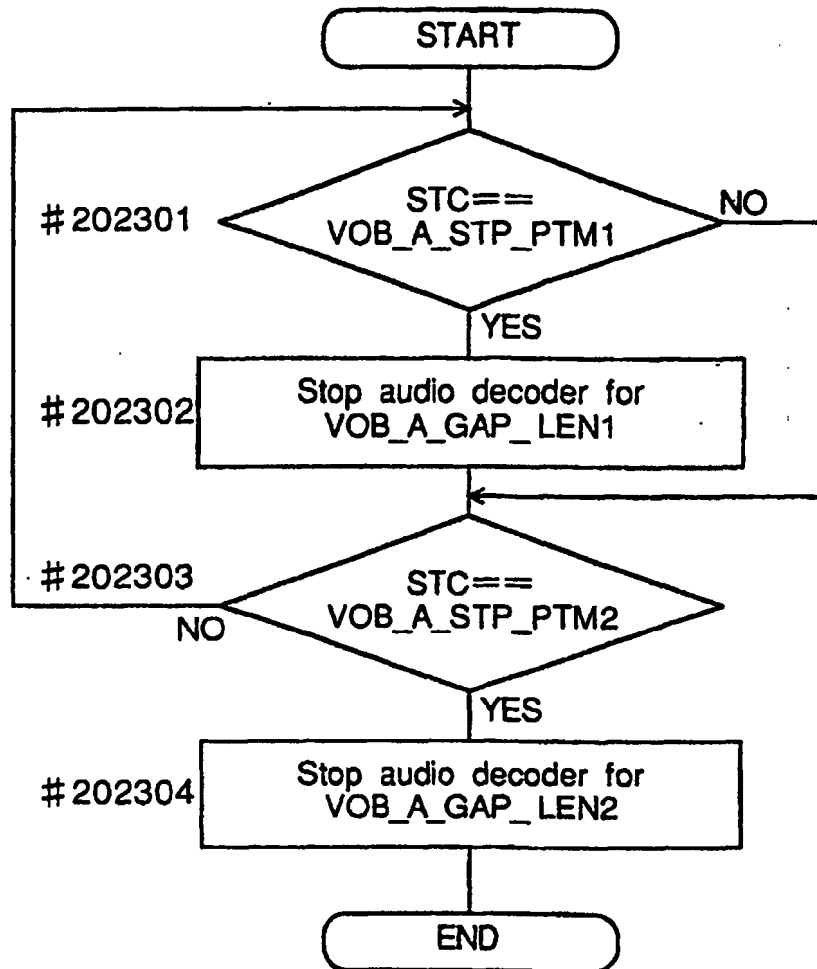 START
#202301
STC==
VOB_A_STP_PTM1
NO
YES
#202302
Stop audio decoder for
VOB_A_GAP_LEN1
#202303
STC==
VOB_A_STP_PTM2
NO
YES
#202304
Stop audio decoder for
VOB_A_GAP_LEN2
END